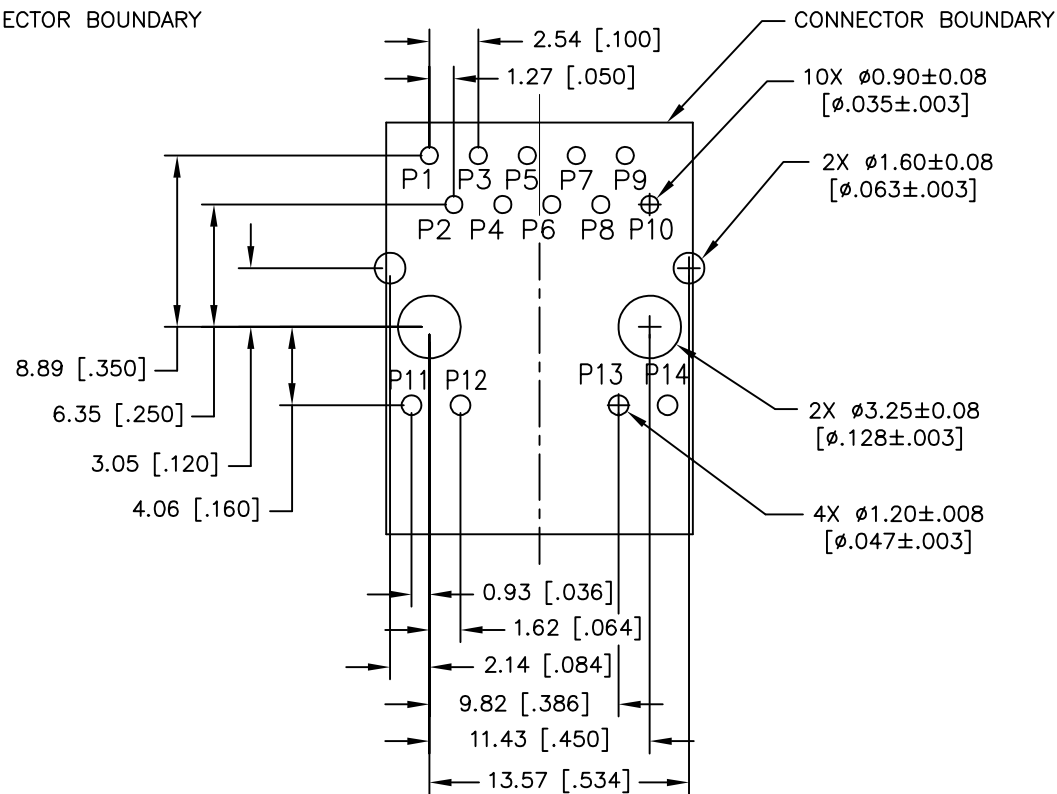 ECTOR BOUNDARY
CONNECTOR BOUNDARY
2.54 [.100]
1.27 [.050]
10X ø0.90±0.08
[ø.035±.003]
P1 P3 P5 P7 P9
2X ø1.60±0.08
[ø.063±.003]
P2 P4 P6 P8 P10
8.89 [.350]
P11 P12 P13 P14
6.35 [.250]
2X ø3.25±0.08
[ø.128±.003]
3.05 [.120]
4.06 [.160]
4X ø1.20±.008
[ø.047±.003]
0.93 [.036]
1.62 [.064]
2.14 [.084]
9.82 [.386]
11.43 [.450]
13.57 [.534]